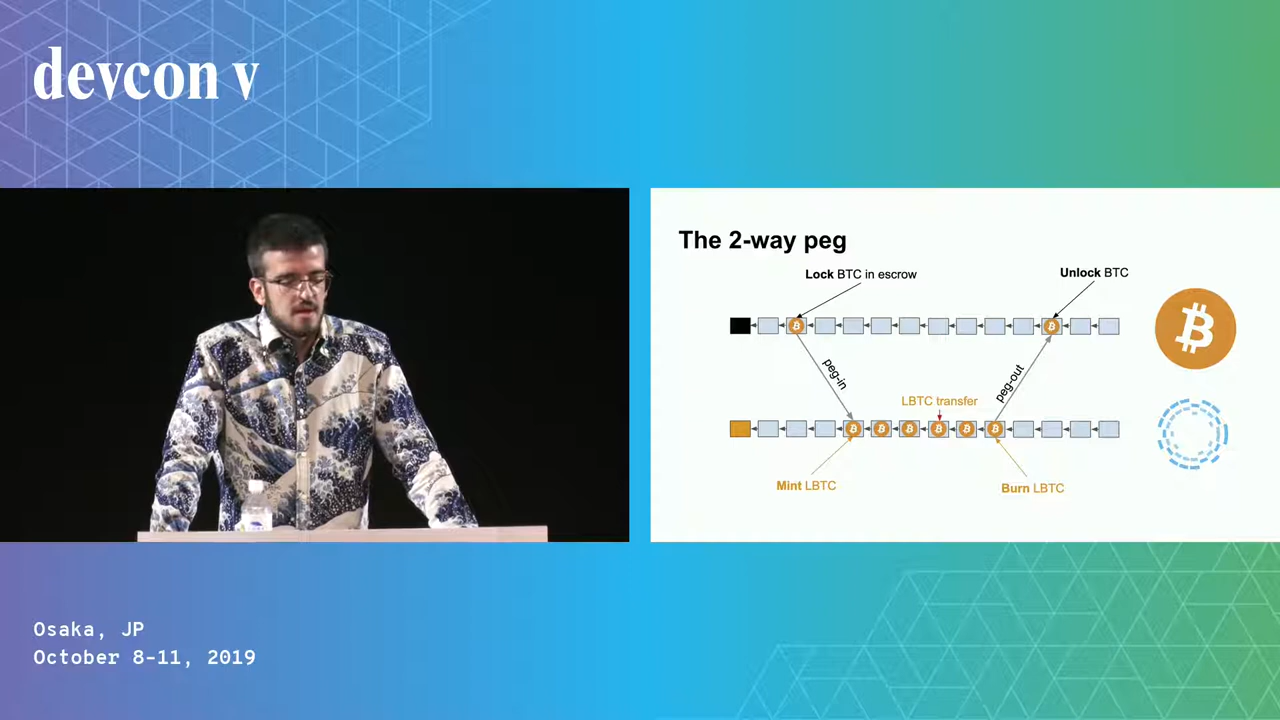 devcon v
The 2-way peg
Lock BTC in escrow
Unlock BTC
peg-in
peg-out
LBTC transfer
Mint LBTC
Burn LBTC
Osaka, JP
October 8-11, 2019